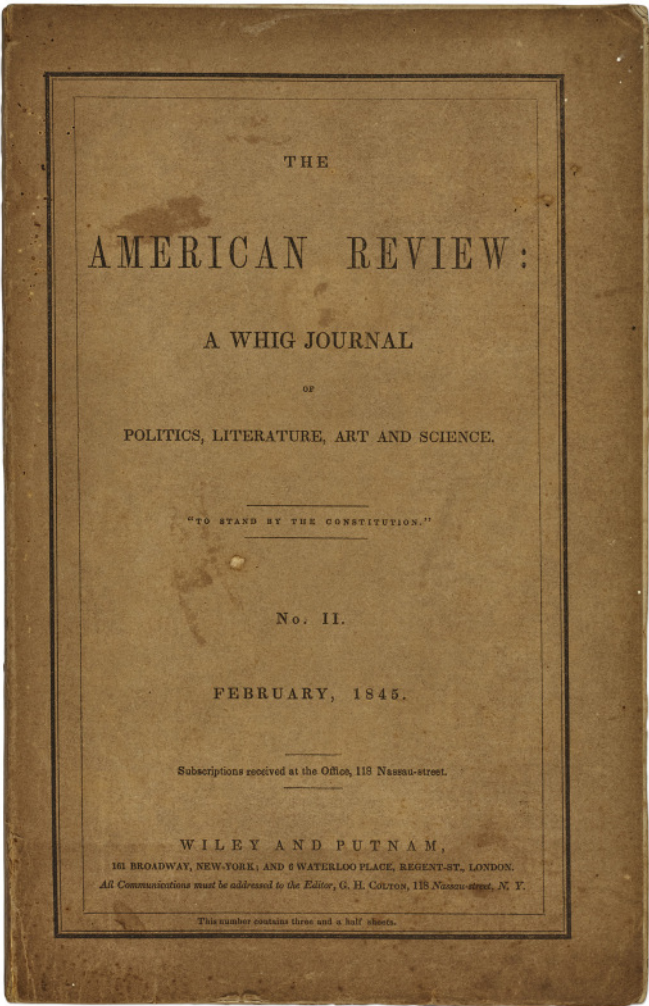 THE
AMERICAN REVIEW:
A WHIG JOURNAL
OF
POLITICS, LITERATURE, ART AND SCIENCE.
"TO STAND BY THE CONSTITUTION."
No. II.
FEBRUARY, 1845.
Subscriptions received at the Office, 118 Nassau-street.
WILEY AND PUTNAM,
161 BROADWAY, NEW-YORK; AND 6 WATERLOO PLACE, REGENT-ST., LONDON.
All Communications must be addressed to the Editor, G. H. COLTON, 118 Nassau-street, N. Y.
This number contains three and a half sheets.